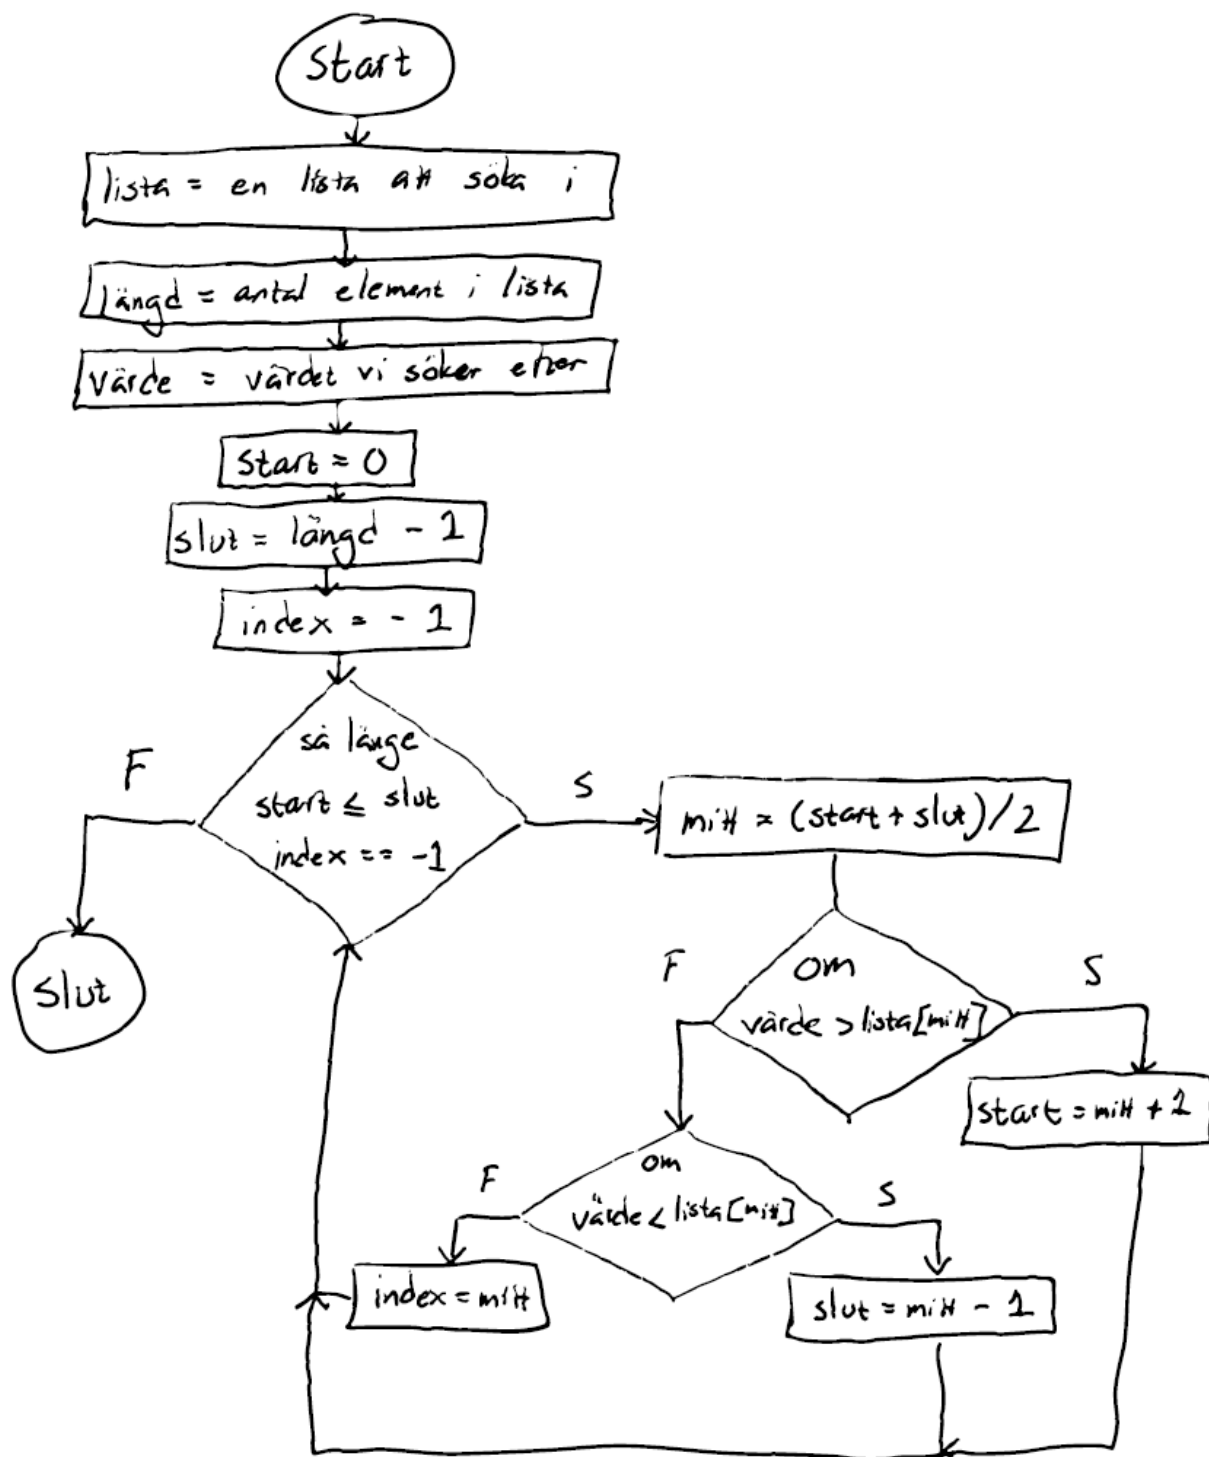 Start
lista = en lista att söka i
längd = antal element i lista
värde = värdet vi söker efter
start = 0
slut = längd - 1
index = - 1
så länge
start ≤ slut
index == -1
F
S
slut
mitt = (start + slut)/2
om
värde > lista[mitt]
F
S
start = mitt + 1
om
värde < lista[mitt]
F
S
index = mitt
slut = mitt - 1